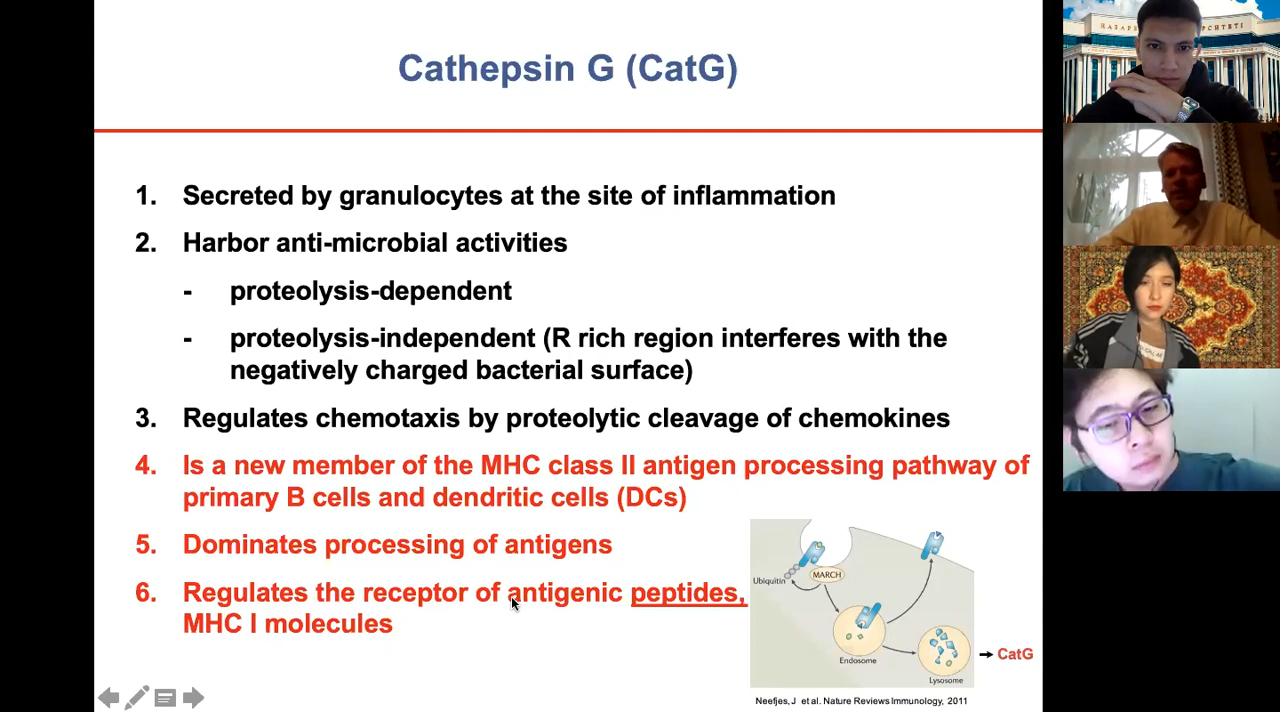 НАЗАР
СИТЕТІ
Cathepsin G (CatG)
1. Secreted by granulocytes at the site of inflammation
2. Harbor anti-microbial activities
- proteolysis-dependent
- proteolysis-independent (R rich region interferes with the
negatively charged bacterial surface)
3. Regulates chemotaxis by proteolytic cleavage of chemokines
4. Is a new member of the MHC class II antigen processing pathway of
primary B cells and dendritic cells (DCs)
5. Dominates processing of antigens
6. Regulates the receptor of antigenic peptides,
MHC I molecules
Ubiquitin
MARCH
Endosome
Lysosome
CatG
Neefjes, J et al. Nature Reviews Immunology, 2011